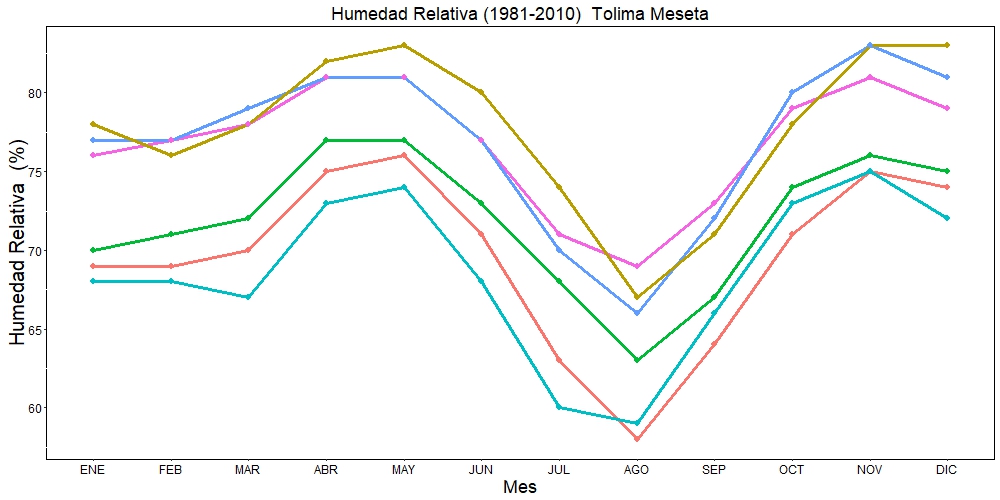 Humedad Relativa (1981-2010)  Tolima Meseta
Humedad Relativa  (%)
80
75
70
65
60
ENE FEB MAR ABR MAY JUN JUL AGO SEP OCT NOV DIC
Mes